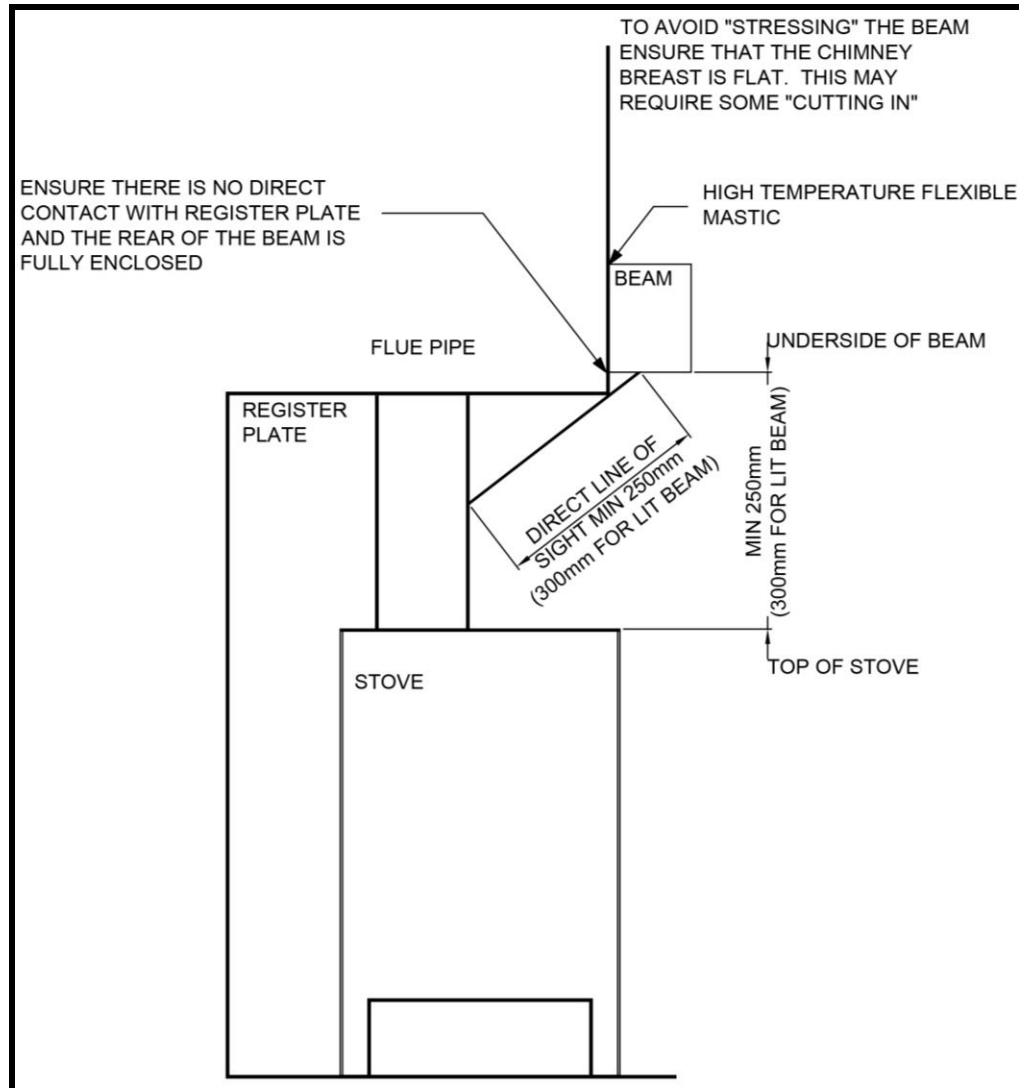 TO AVOID "STRESSING" THE BEAM
ENSURE THAT THE CHIMNEY
BREAST IS FLAT. THIS MAY
REQUIRE SOME "CUTTING IN"
ENSURE THERE IS NO DIRECT
CONTACT WITH REGISTER PLATE
AND THE REAR OF THE BEAM IS
FULLY ENCLOSED
HIGH TEMPERATURE FLEXIBLE
MASTIC
BEAM
FLUE PIPE
UNDERSIDE OF BEAM
REGISTER
PLATE
DIRECT LINE OF
SIGHT MIN 250mm
(300mm FOR LIT BEAM)
MIN 250mm
(300mm FOR LIT BEAM)
STOVE
TOP OF STOVE